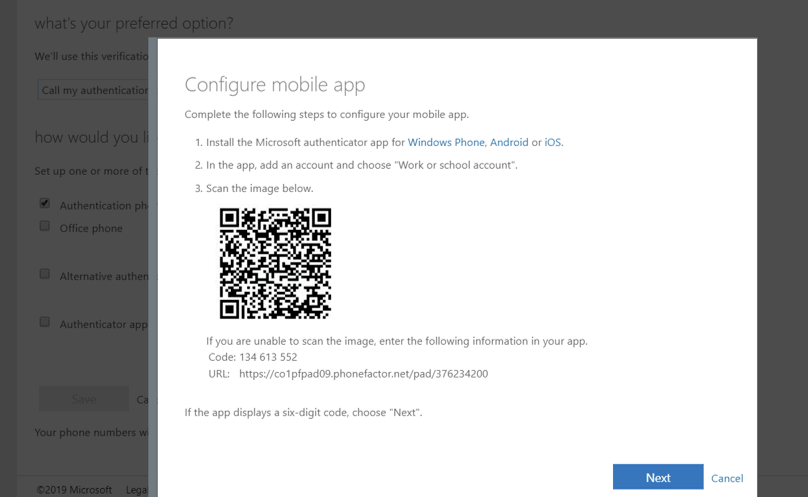 what's your preferred option?
We'll use this verificatio
Call my authentication
how would you li
Set up one or more of t
Authentication ph
Office phone
Alternative authen
Authenticator app
Save
Ca
Your phone numbers w
©2019 Microsoft Legal
Configure mobile app
Complete the following steps to configure your mobile app.
1. Install the Microsoft authenticator app for Windows Phone, Android or iOS.
2. In the app, add an account and choose "Work or school account".
3. Scan the image below.
If you are unable to scan the image, enter the following information in your app.
Code: 134 613 552
URL: https://co1pfpad09.phonefactor.net/pad/376234200
If the app displays a six-digit code, choose "Next".
Next
Cancel